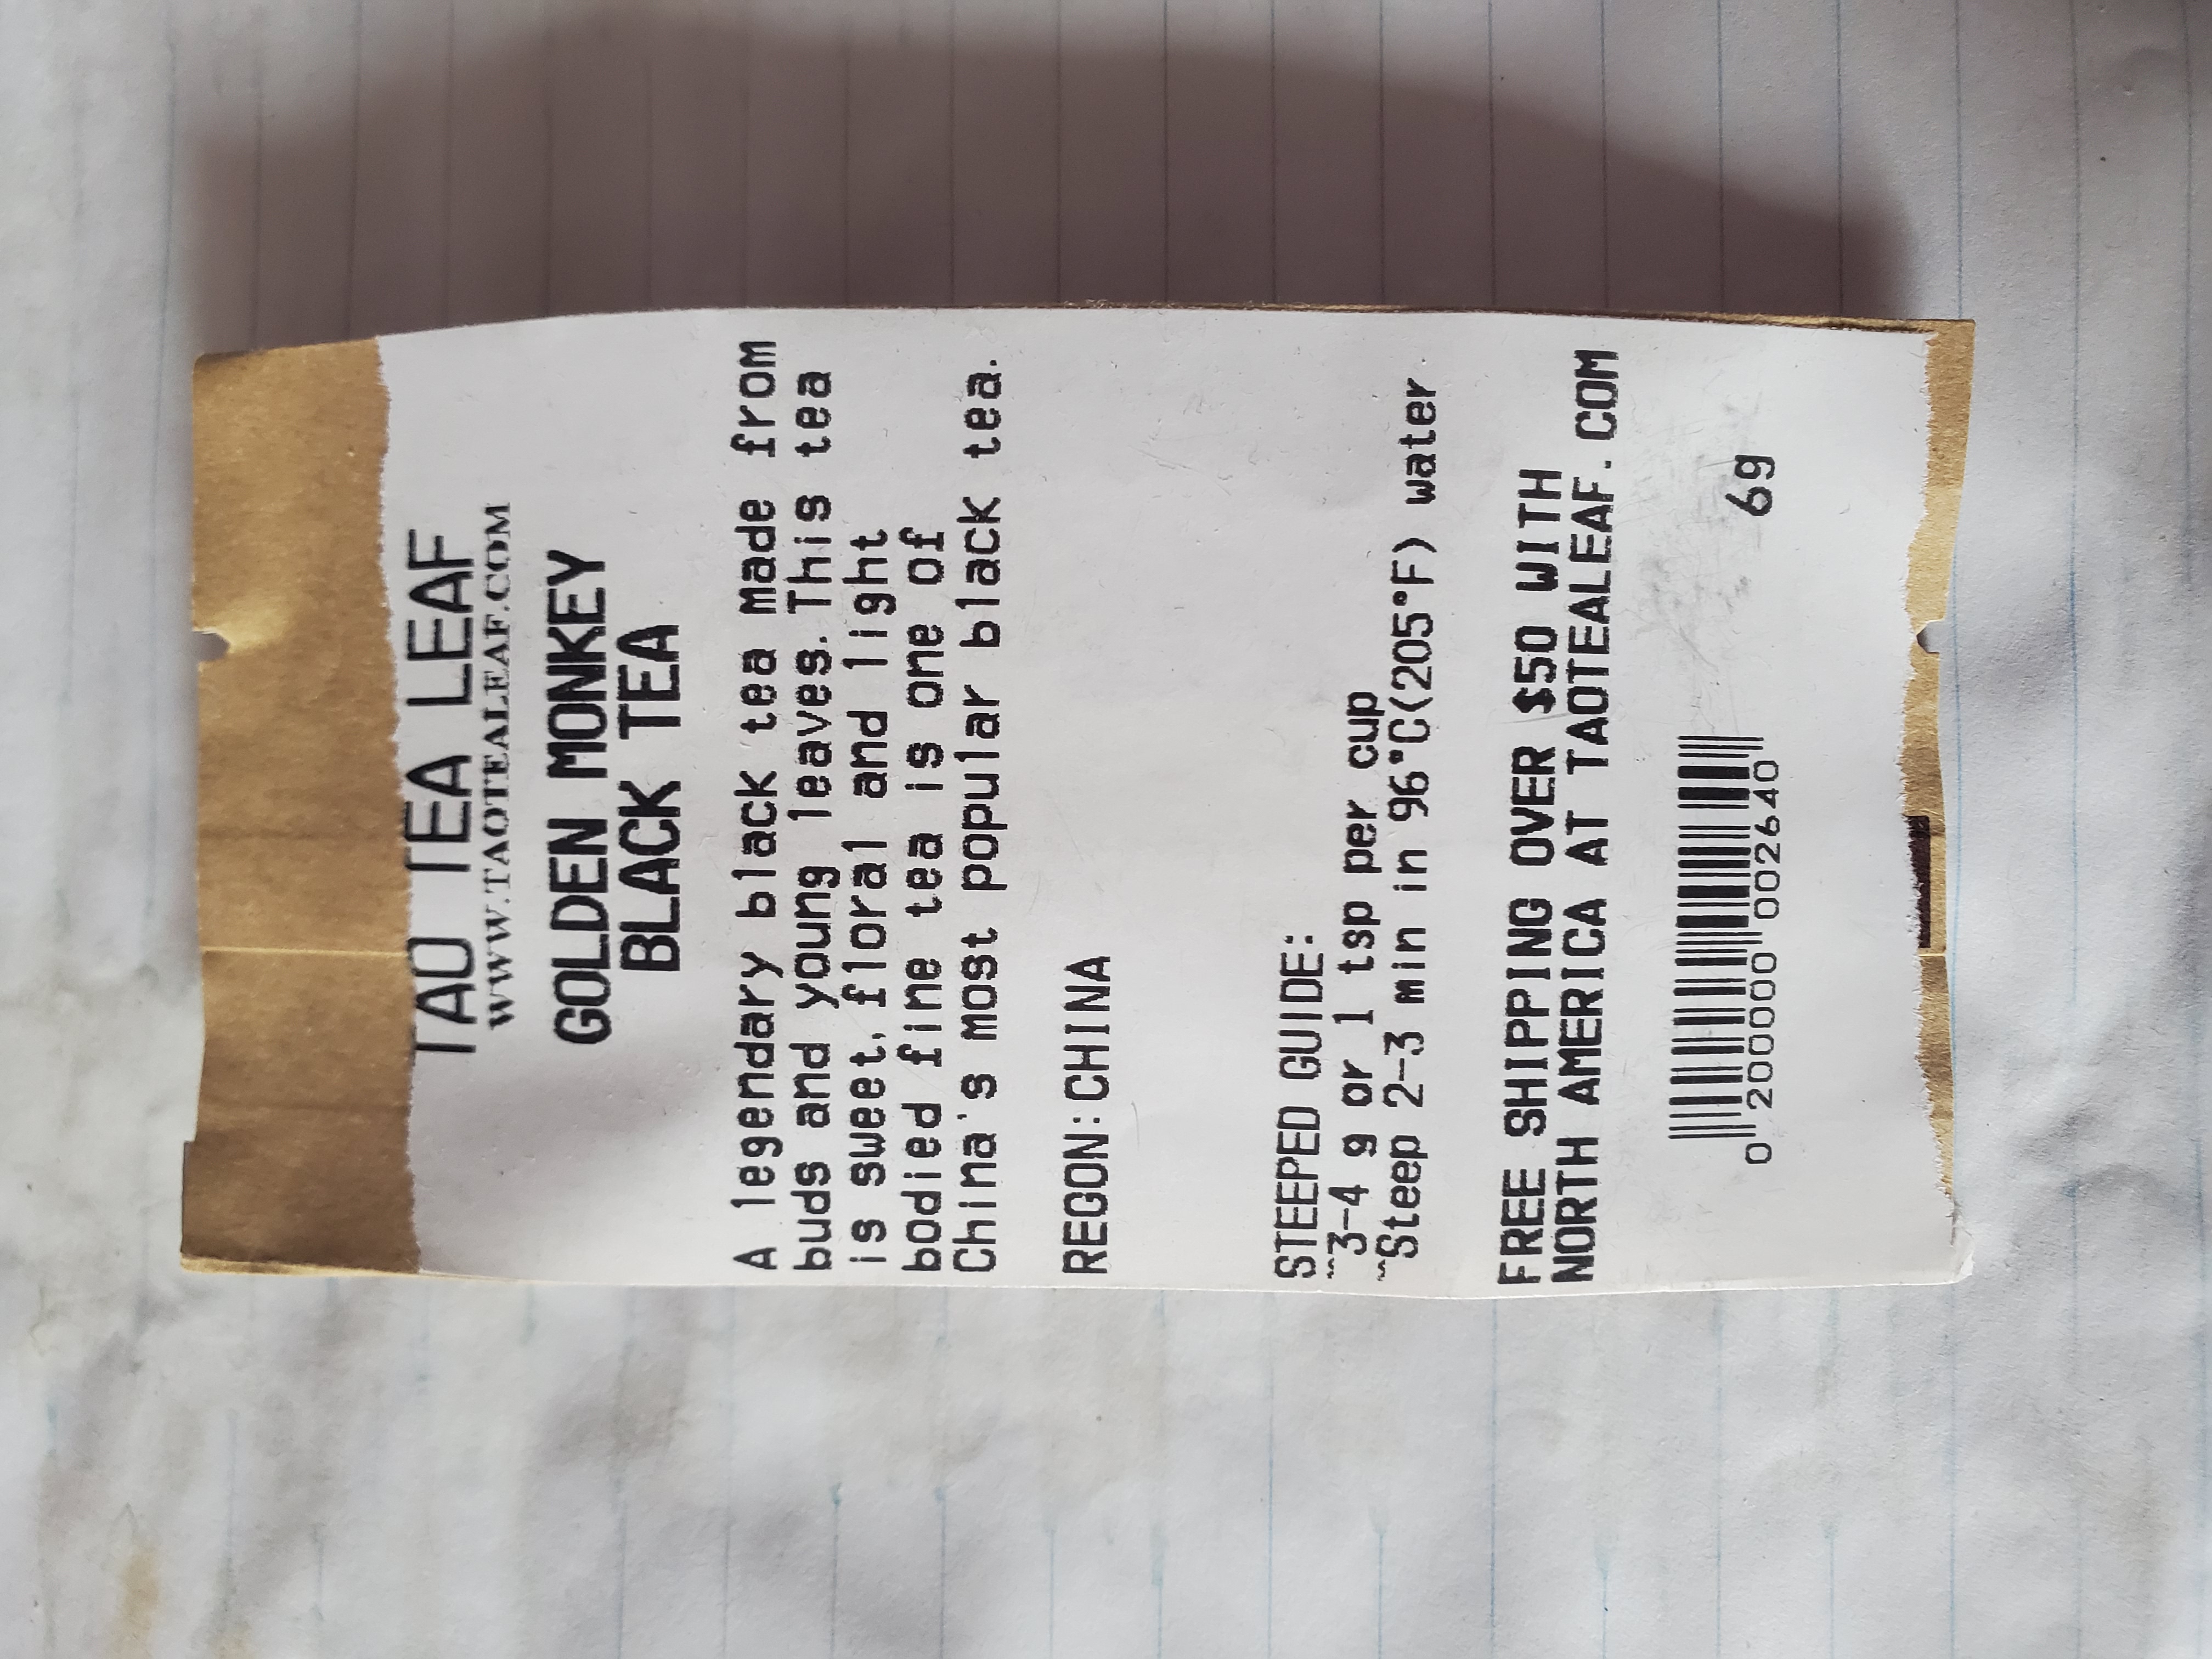 TAO TEA LEAF
WWW.TAOTEALEAF.COM
GOLDEN MONKEY
BLACK TEA
A legendary black tea made from
buds and young leaves. This tea
is sweet, floral and light
bodied fine tea is one of
China's most popular black tea.
REGON: CHINA
STEEPED GUIDE:
~3-4 g or 1 tsp per cup
~Steep 2-3 min in 96°C(205°F) water
FREE SHIPPING OVER $50 WITH
NORTH AMERICA AT TAOTEALEAF.COM
0 200000 002640
6g